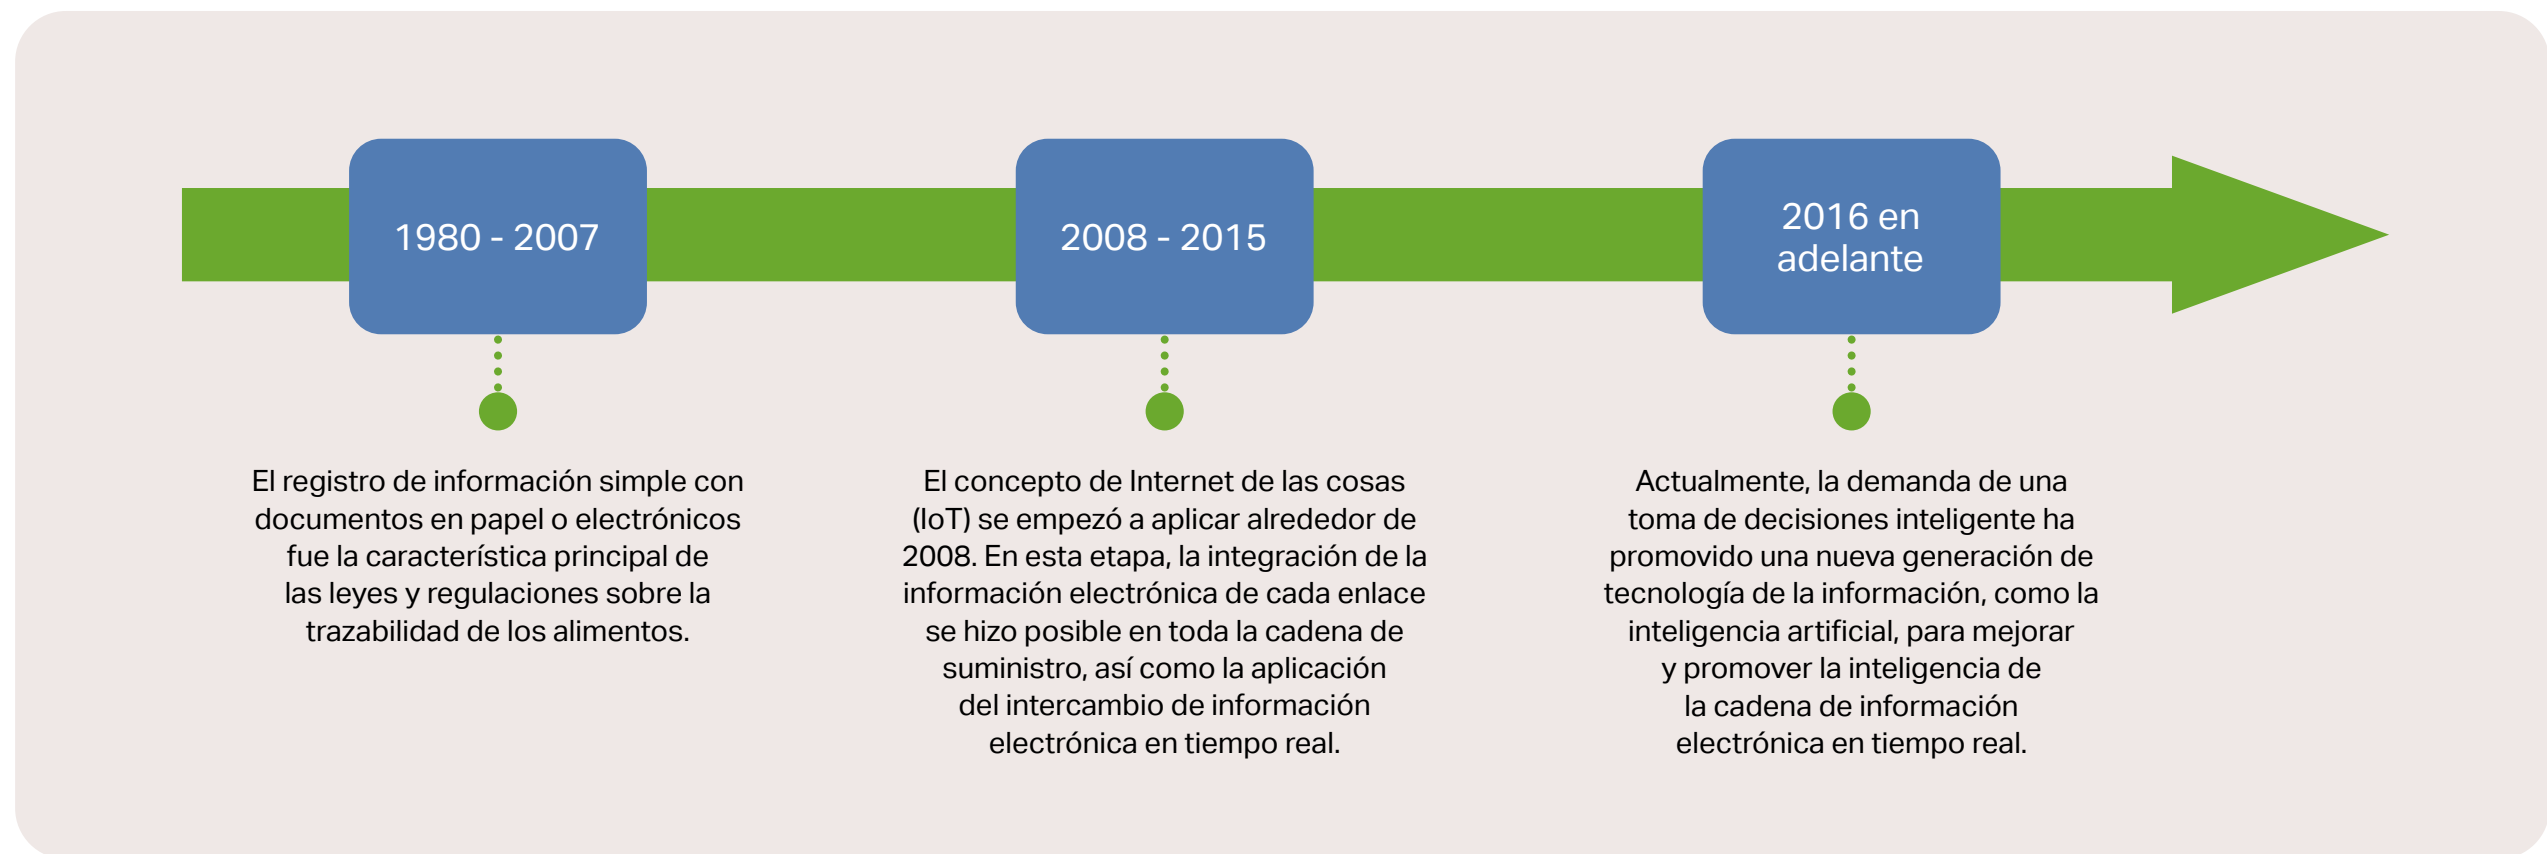 1980 - 2007
2008 - 2015
2016 en
adelante
El registro de información simple con
documentos en papel o electrónicos
fue la característica principal de
las leyes y regulaciones sobre la
trazabilidad de los alimentos.
El concepto de Internet de las cosas
(IoT) se empezó a aplicar alrededor de
2008. En esta etapa, la integración de la
información electrónica de cada enlace
se hizo posible en toda la cadena de
suministro, así como la aplicación
del intercambio de información
electrónica en tiempo real.
Actualmente, la demanda de una
toma de decisiones inteligente ha
promovido una nueva generación de
tecnología de la información, como la
inteligencia artificial, para mejorar
y promover la inteligencia de
la cadena de información
electrónica en tiempo real.